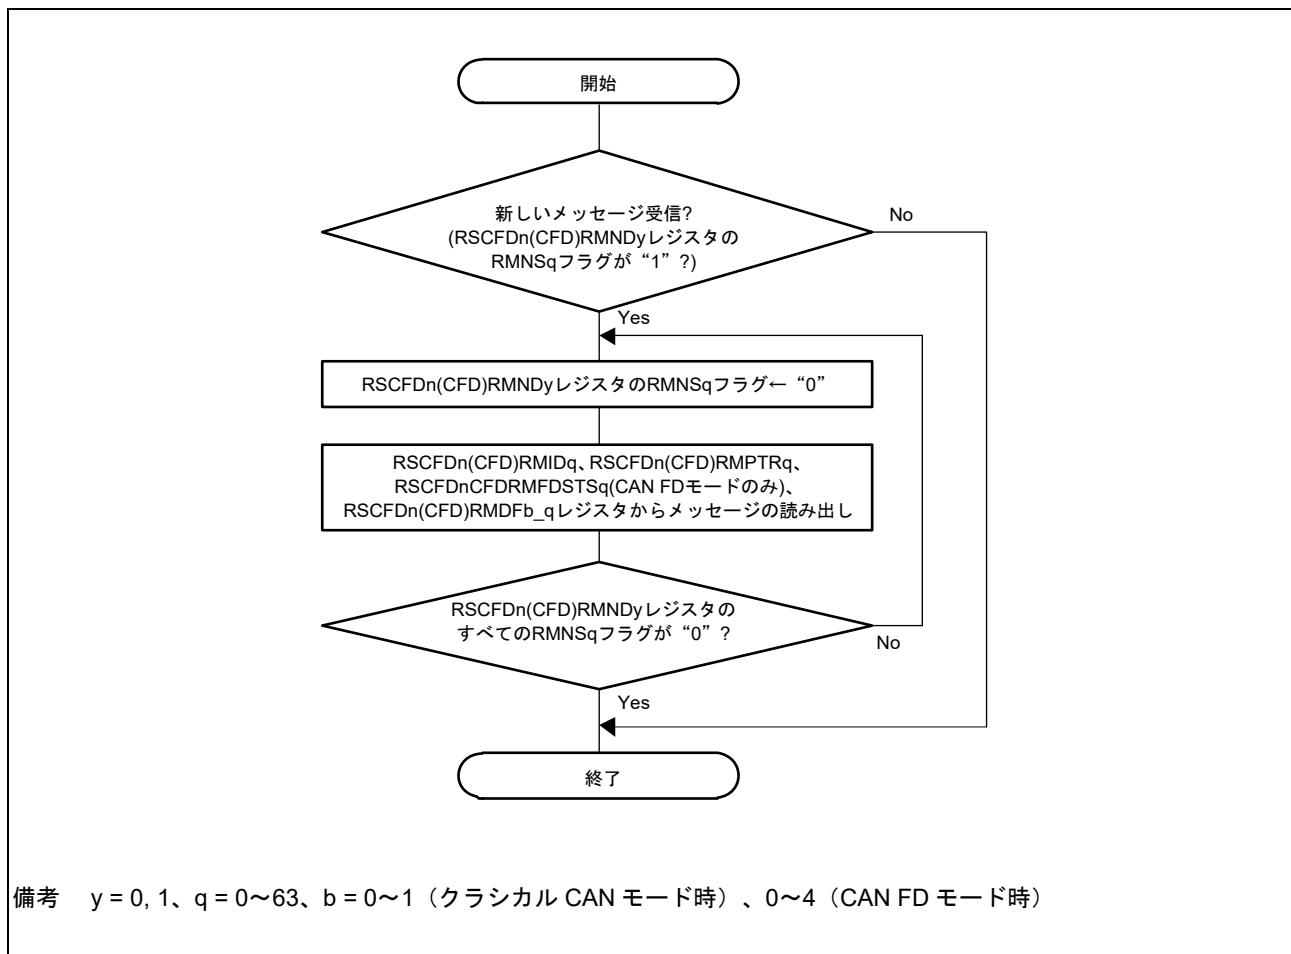 開始
新しいメッセージ受信?
(RSCFDn(CFD)RMNDyレジスタの
RMNSqフラグが“1”?)
No
Yes
RSCFDn(CFD)RMNDyレジスタのRMNSqフラグ←“0”
RSCFDn(CFD)RMIDq、RSCFDn(CFD)RMPTRq、
RSCFDnCFDRMFDSTSq(CAN FDモードのみ)、
RSCFDn(CFD)RMDFb_qレジスタからメッセージの読み出し
RSCFDn(CFD)RMNDyレジスタの
すべてのRMNSqフラグが“0”?
No
Yes
終了
備考 y = 0, 1、q = 0～63、b = 0～1（クラシカル CAN モード時）、0～4（CAN FD モード時）